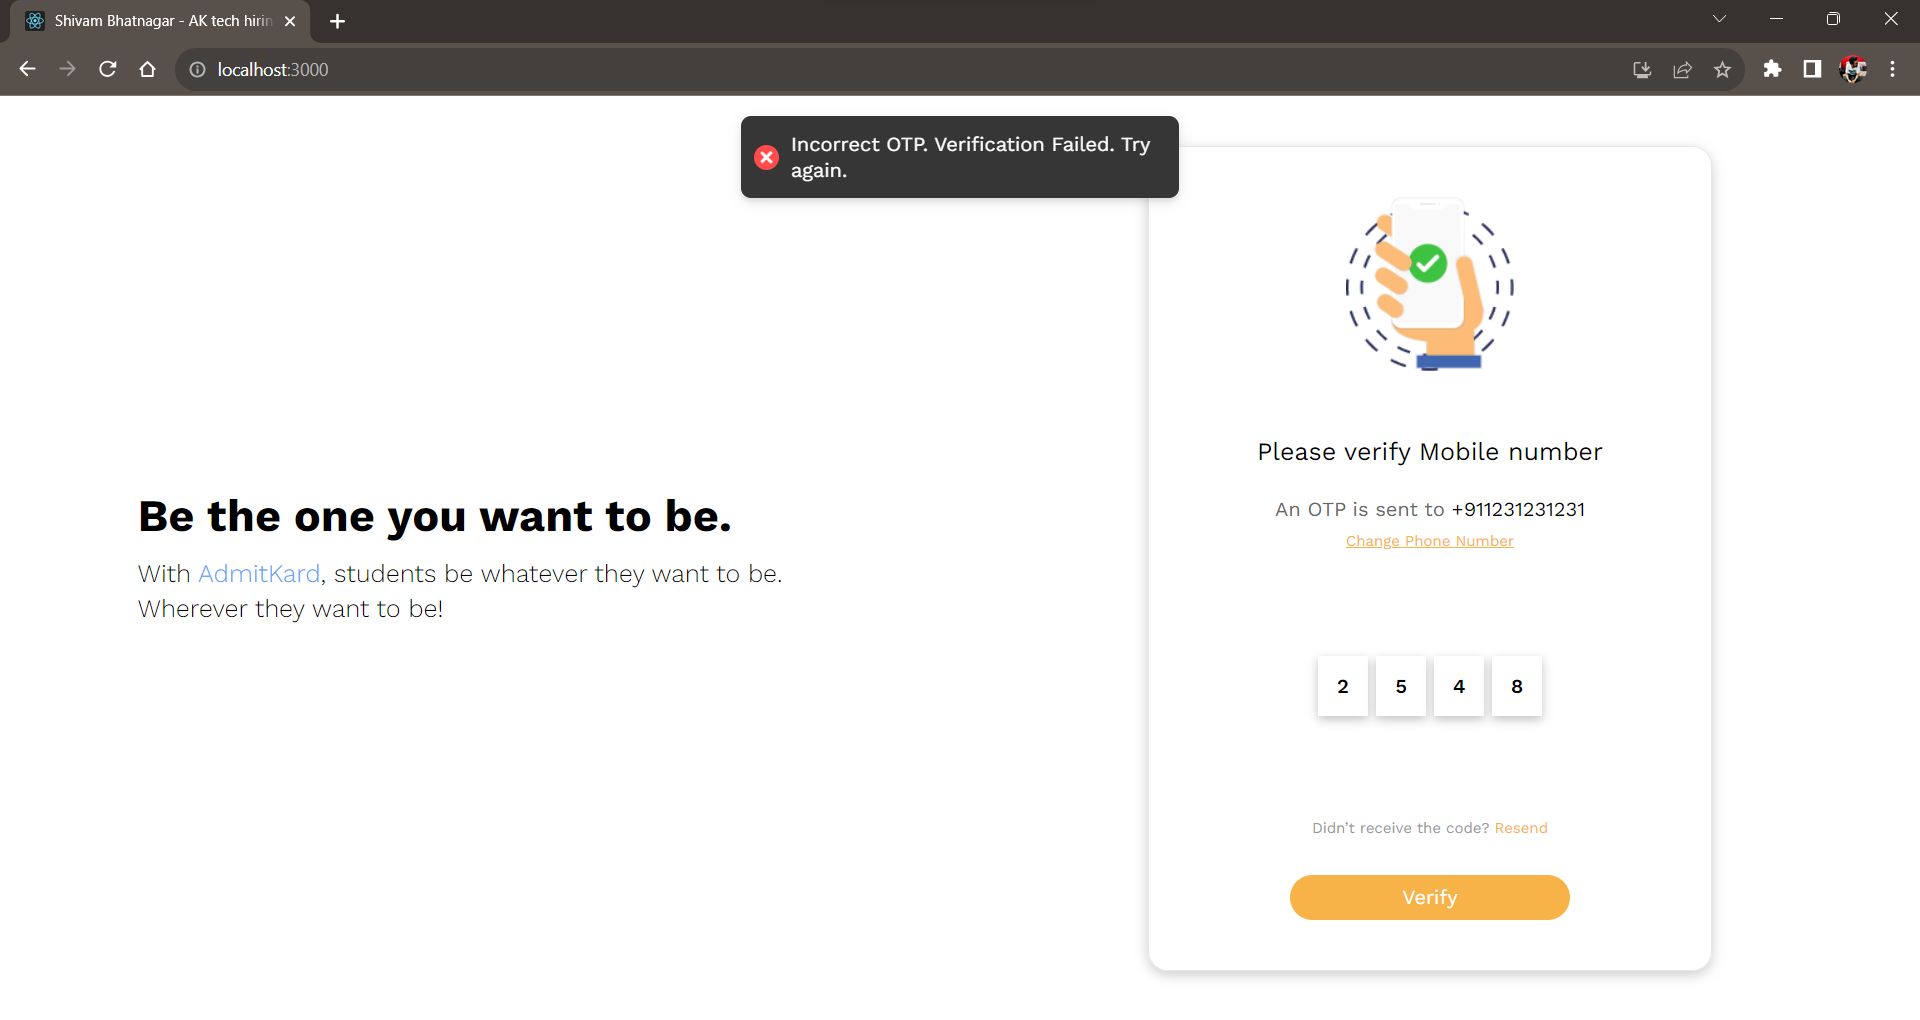 Shivam Bhatnagar - AK tech hirin
localhost:3000
Incorrect OTP. Verification Failed. Try
again.
Be the one you want to be.
With AdmitKard, students be whatever they want to be.
Wherever they want to be!
Please verify Mobile number
An OTP is sent to +911231231231
Change Phone Number
2 5 4 8
Didn't receive the code? Resend
Verify